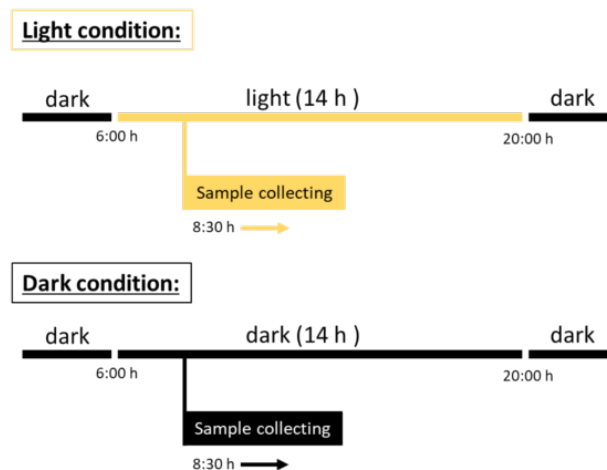 Light condition:
dark light (14 h ) dark
6:00 h 20:00 h
Sample collecting
8:30 h
Dark condition:
dark dark (14 h ) dark
6:00 h 20:00 h
Sample collecting
8:30 h